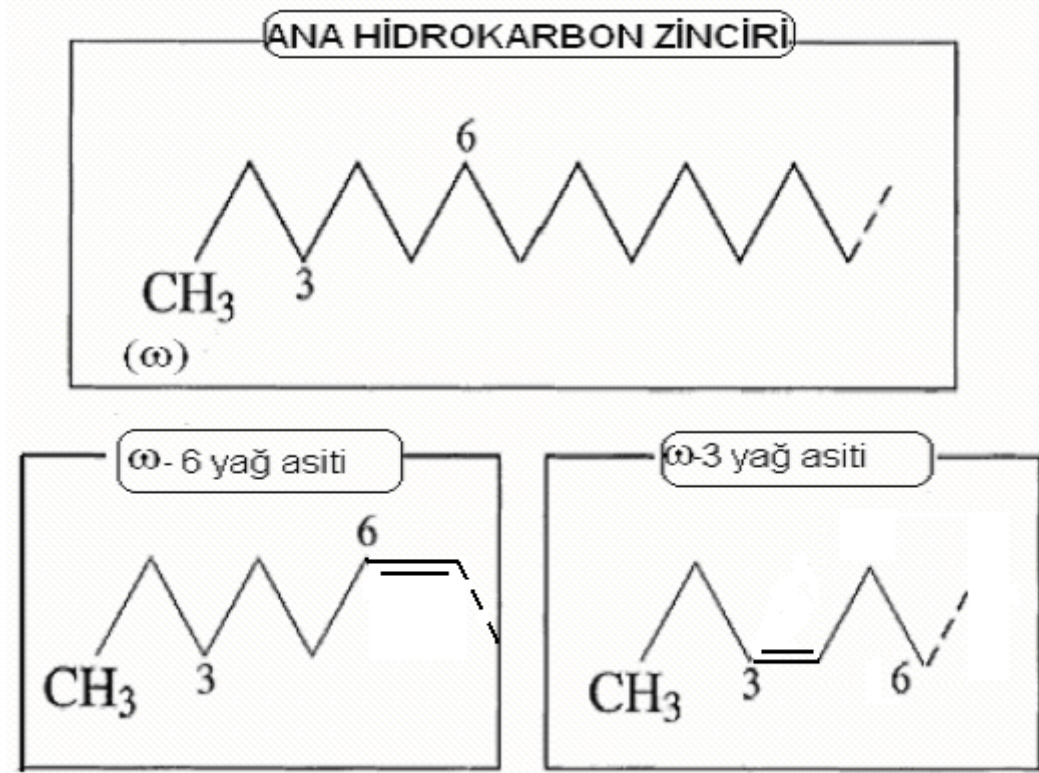 ANA HİDROKARBON ZİNCİRİ
6
CH₃ 3
(ω)
ω- 6 yağ asiti
6
3
CH₃
ω-3 yağ asiti
CH₃ 3 6